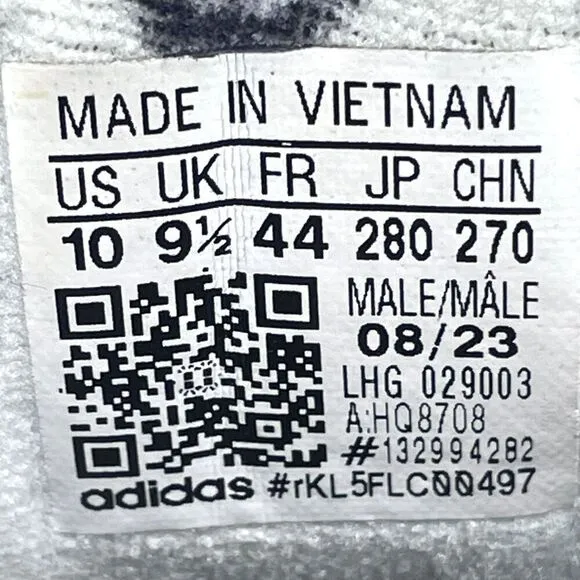 MADE IN VIETNAM
US UK FR JP CHN
10 9½ 44 280 270
MALE/MÂLE
08/23
LHG 029003
A:HQ8708
#132994282
adidas #rKL5FLC00497